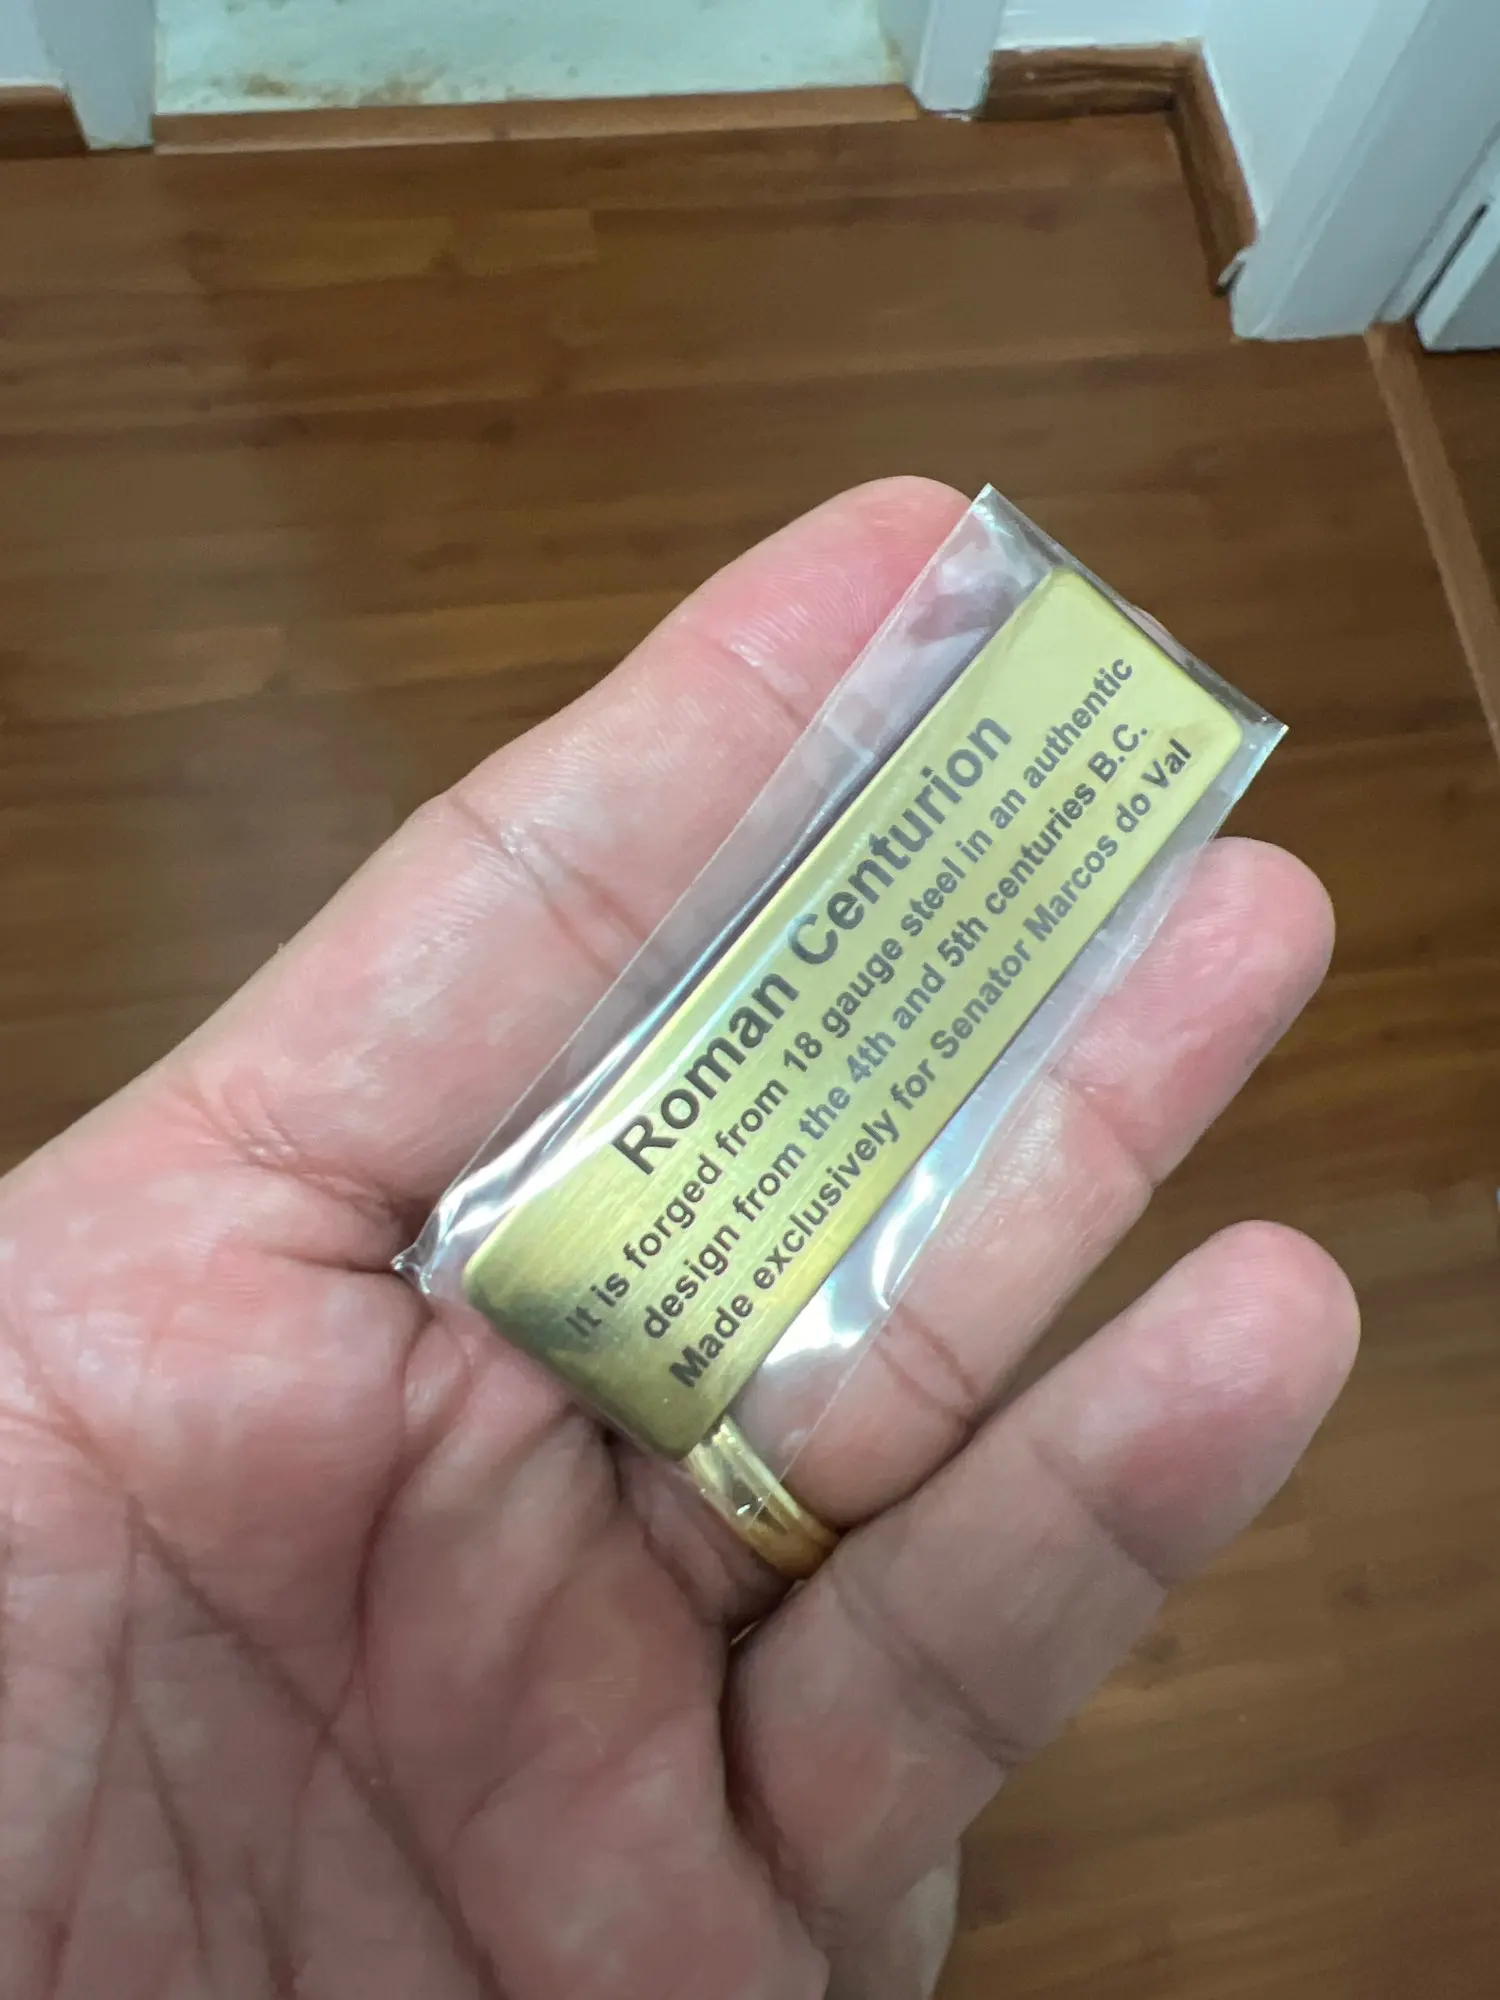 Roman Centurion
It is forged from 18 gauge steel in an authentic
design from the 4th and 5th centuries B.C.
Made exclusively for Senator Marcos do Val